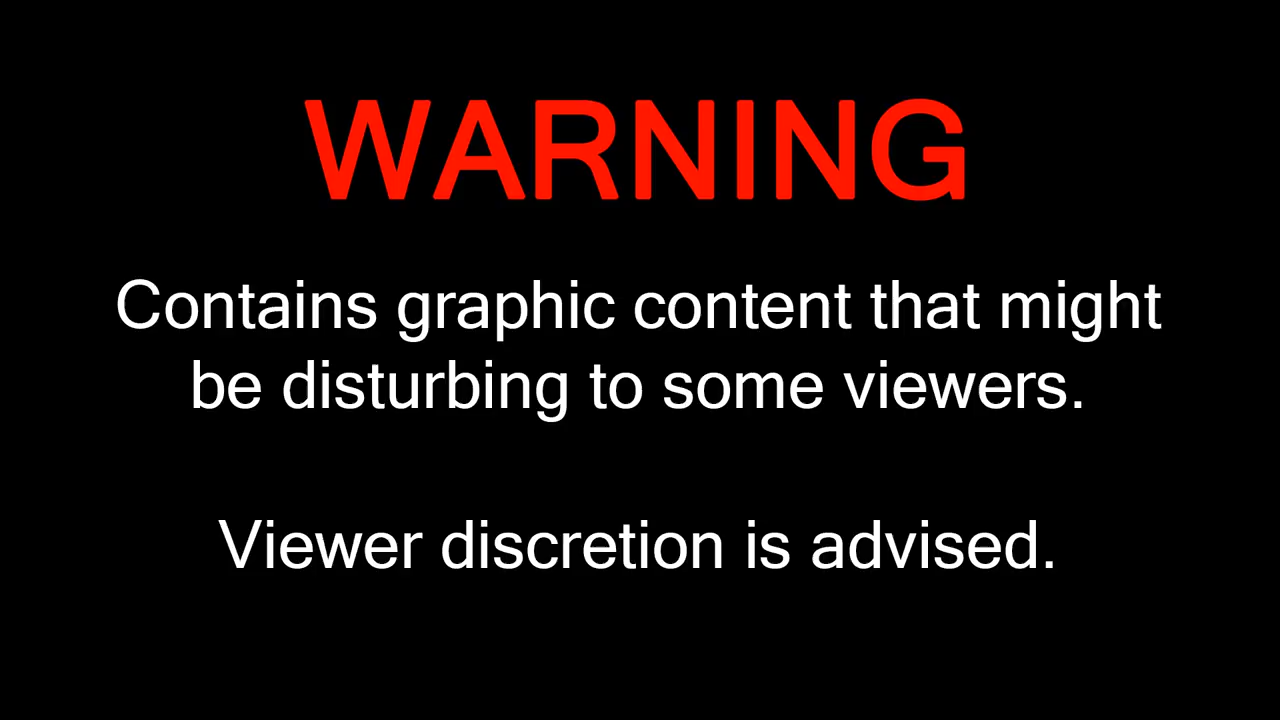 WARNING
Contains graphic content that might
be disturbing to some viewers.
Viewer discretion is advised.